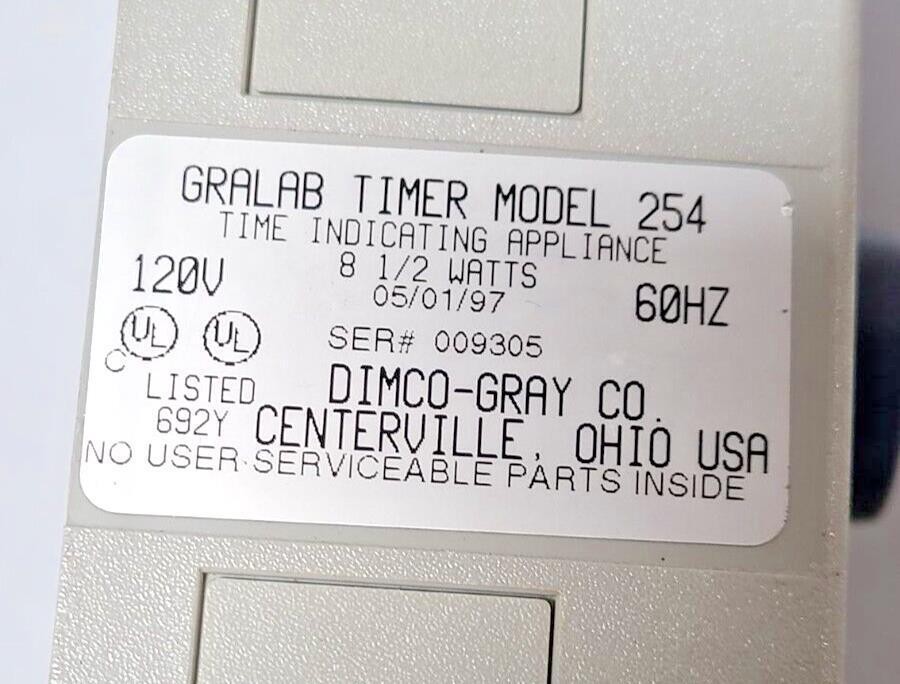 GRALAB TIMER MODEL 254
TIME INDICATING APPLIANCE
120V 8 1/2 WATTS 60HZ
05/01/97
UL UL
C
SER# 009305
LISTED DIMCO-GRAY CO.
692Y CENTERVILLE, OHIO USA
NO USER SERVICEABLE PARTS INSIDE